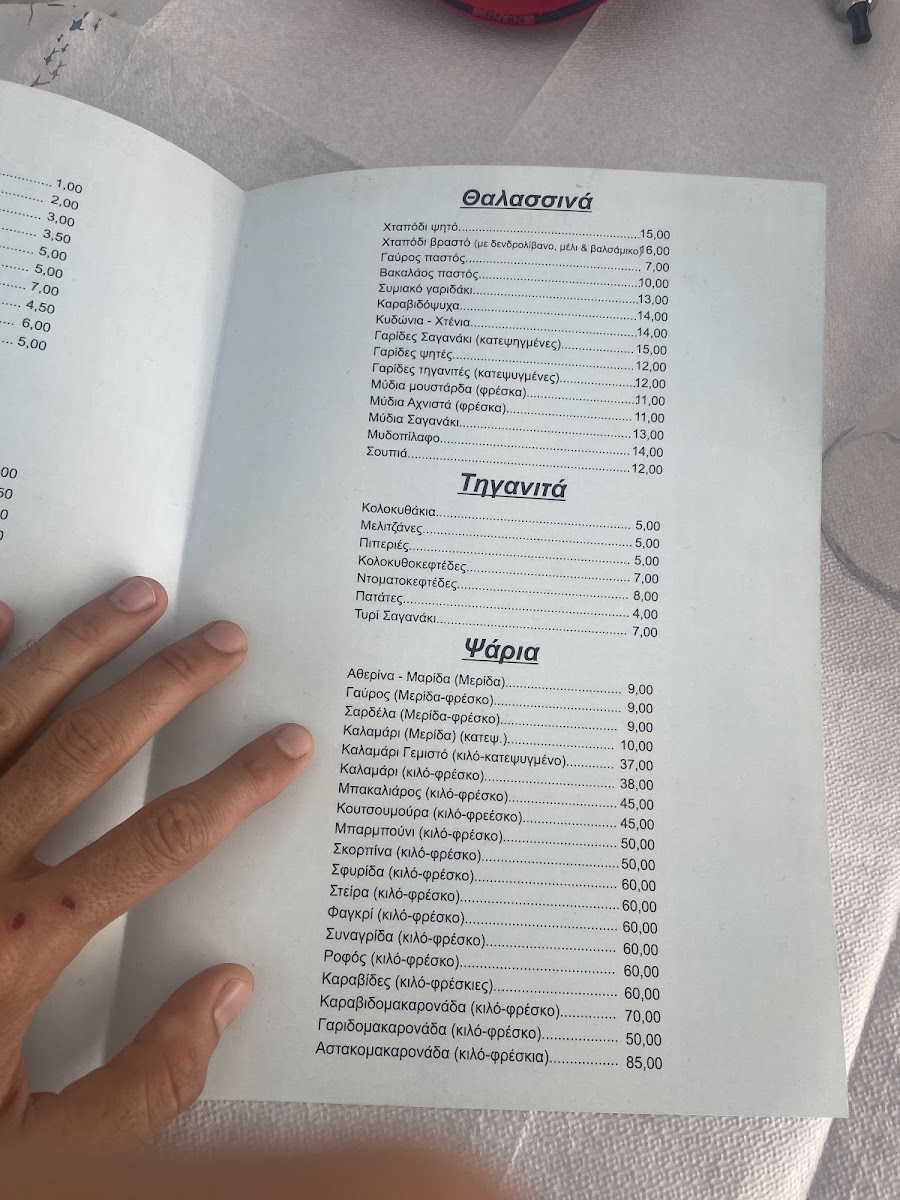 1,00
2,00
3,00
3,50
5,00
5,00
7,00
4,50
6,00
5,00
Θαλασσινά
Χταπόδι ψητό 15,00
Χταπόδι βραστό (με δενδρολίβανο, μέλι & βαλσάμικο) 16,00
Γαύρος παστός 7,00
Βακαλάος παστός 10,00
Συμιακό γαριδάκι 13,00
Καραβιδόψυχα 14,00
Κυδώνια - Χτένια 14,00
Γαρίδες Σαγανάκι (κατεψηγμένες) 15,00
Γαρίδες ψητές 12,00
Γαρίδες τηγανιτές (κατεψυγμένες) 12,00
Μύδια μουστάρδα (φρέσκα) 11,00
Μύδια Αχνιστά (φρέσκα) 11,00
Μύδια Σαγανάκι 13,00
Μυδοπίλαφο 14,00
Σουπιά 12,00
Τηγανιτά
Κολοκυθάκια 5,00
Μελιτζάνες 5,00
Πιπεριές 5,00
Κολοκυθοκεφτέδες 7,00
Ντοματοκεφτέδες 8,00
Πατάτες 4,00
Τυρί Σαγανάκι 7,00
Ψάρια
Αθερίνα - Μαρίδα (Μερίδα) 9,00
Γαύρος (Μερίδα-φρέσκο) 9,00
Σαρδέλα (Μερίδα-φρέσκο) 9,00
Καλαμάρι (Μερίδα) (κατεψ.) 10,00
Καλαμάρι Γεμιστό (κιλό-κατεψυγμένο) 37,00
Καλαμάρι (κιλό-φρέσκο) 38,00
Μπακαλιάρος (κιλό-φρέσκο) 45,00
Κουτσουμούρα (κιλό-φρεέσκο) 45,00
Μπαρμπούνι (κιλό-φρέσκο) 50,00
Σκορπίνα (κιλό-φρέσκο) 50,00
Σφυρίδα (κιλό-φρέσκο) 60,00
Στείρα (κιλό-φρέσκο) 60,00
Φαγκρί (κιλό-φρέσκο) 60,00
Συναγρίδα (κιλό-φρέσκο) 60,00
Ροφός (κιλό-φρέσκο) 60,00
Καραβίδες (κιλό-φρέσκιες) 60,00
Καραβιδομακαρονάδα (κιλό-φρέσκο) 70,00
Γαριδομακαρονάδα (κιλό-φρέσκο) 50,00
Αστακομακαρονάδα (κιλό-φρέσκια) 85,00